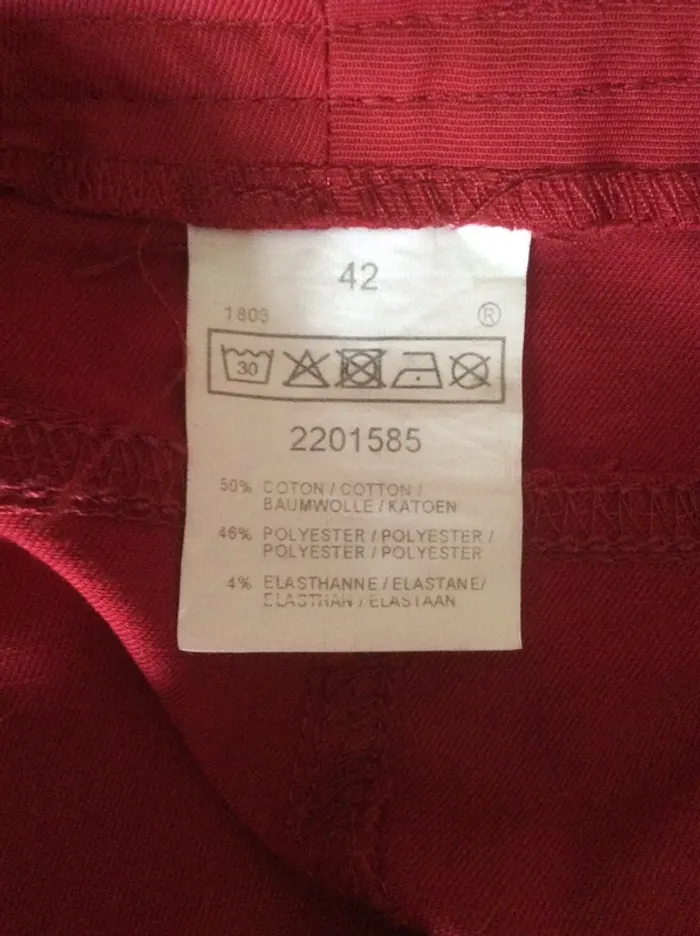 42
1803 ®
30
2201585
50% COTON / COTTON /
BAUMWOLLE / KATOEN
46% POLYESTER / POLYESTER /
POLYESTER / POLYESTER
4% ELASTHANNE / ELASTANE/
ELASTHAN / ELASTAAN